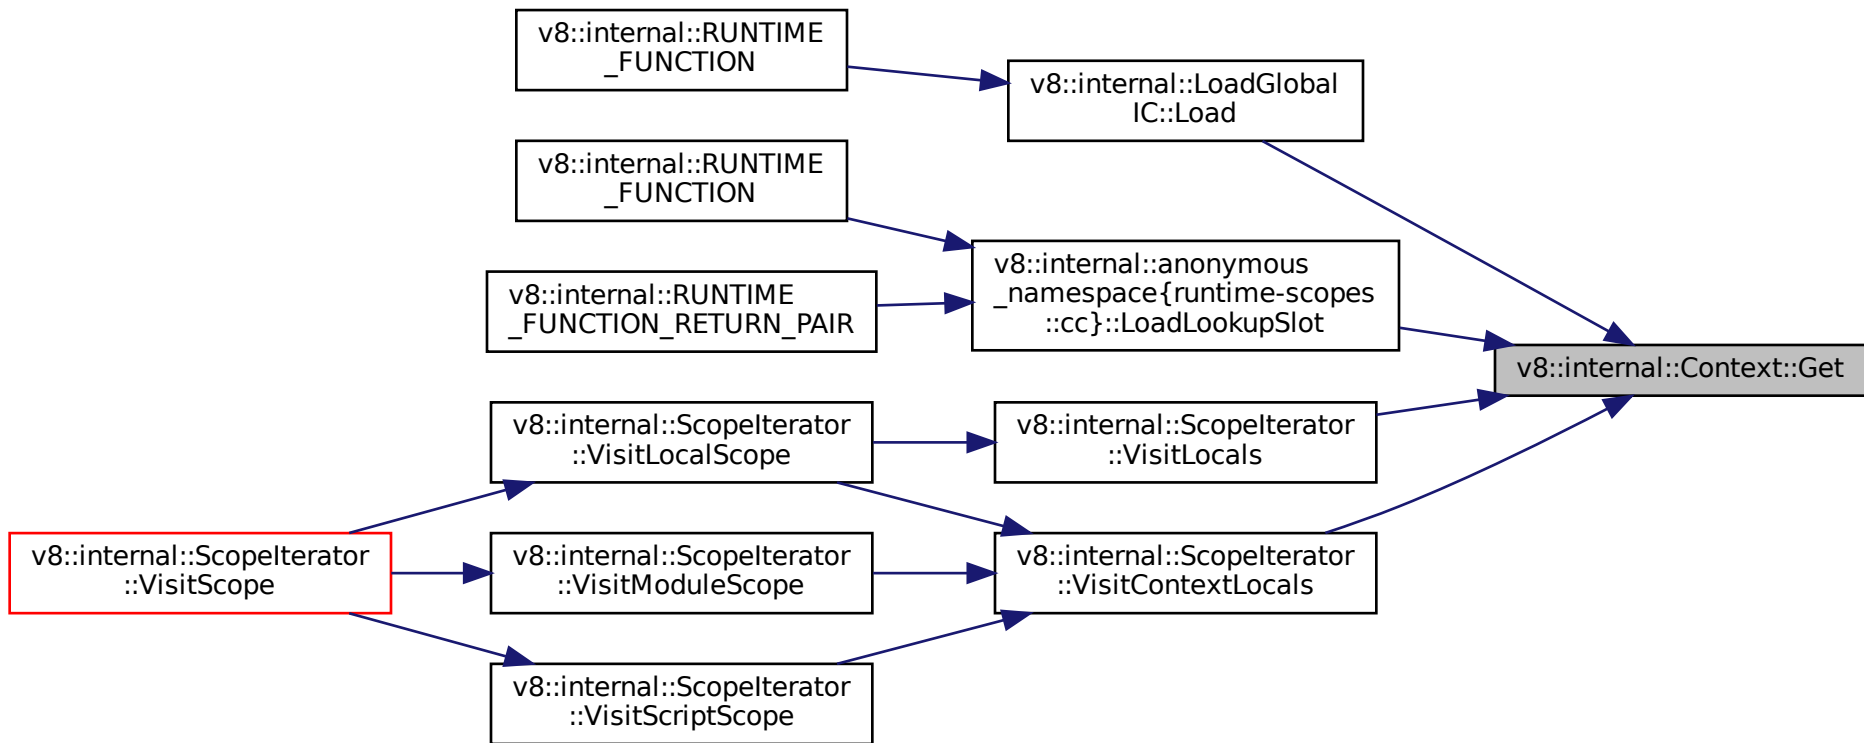 v8::internal::RUNTIME
_FUNCTION
v8::internal::LoadGlobal
IC::Load
v8::internal::RUNTIME
_FUNCTION
v8::internal::anonymous
_namespace{runtime-scopes
::cc}::LoadLookupSlot
v8::internal::RUNTIME
_FUNCTION_RETURN_PAIR
v8::internal::Context::Get
v8::internal::ScopeIterator
::VisitLocalScope
v8::internal::ScopeIterator
::VisitLocals
v8::internal::ScopeIterator
::VisitScope
v8::internal::ScopeIterator
::VisitModuleScope
v8::internal::ScopeIterator
::VisitContextLocals
v8::internal::ScopeIterator
::VisitScriptScope